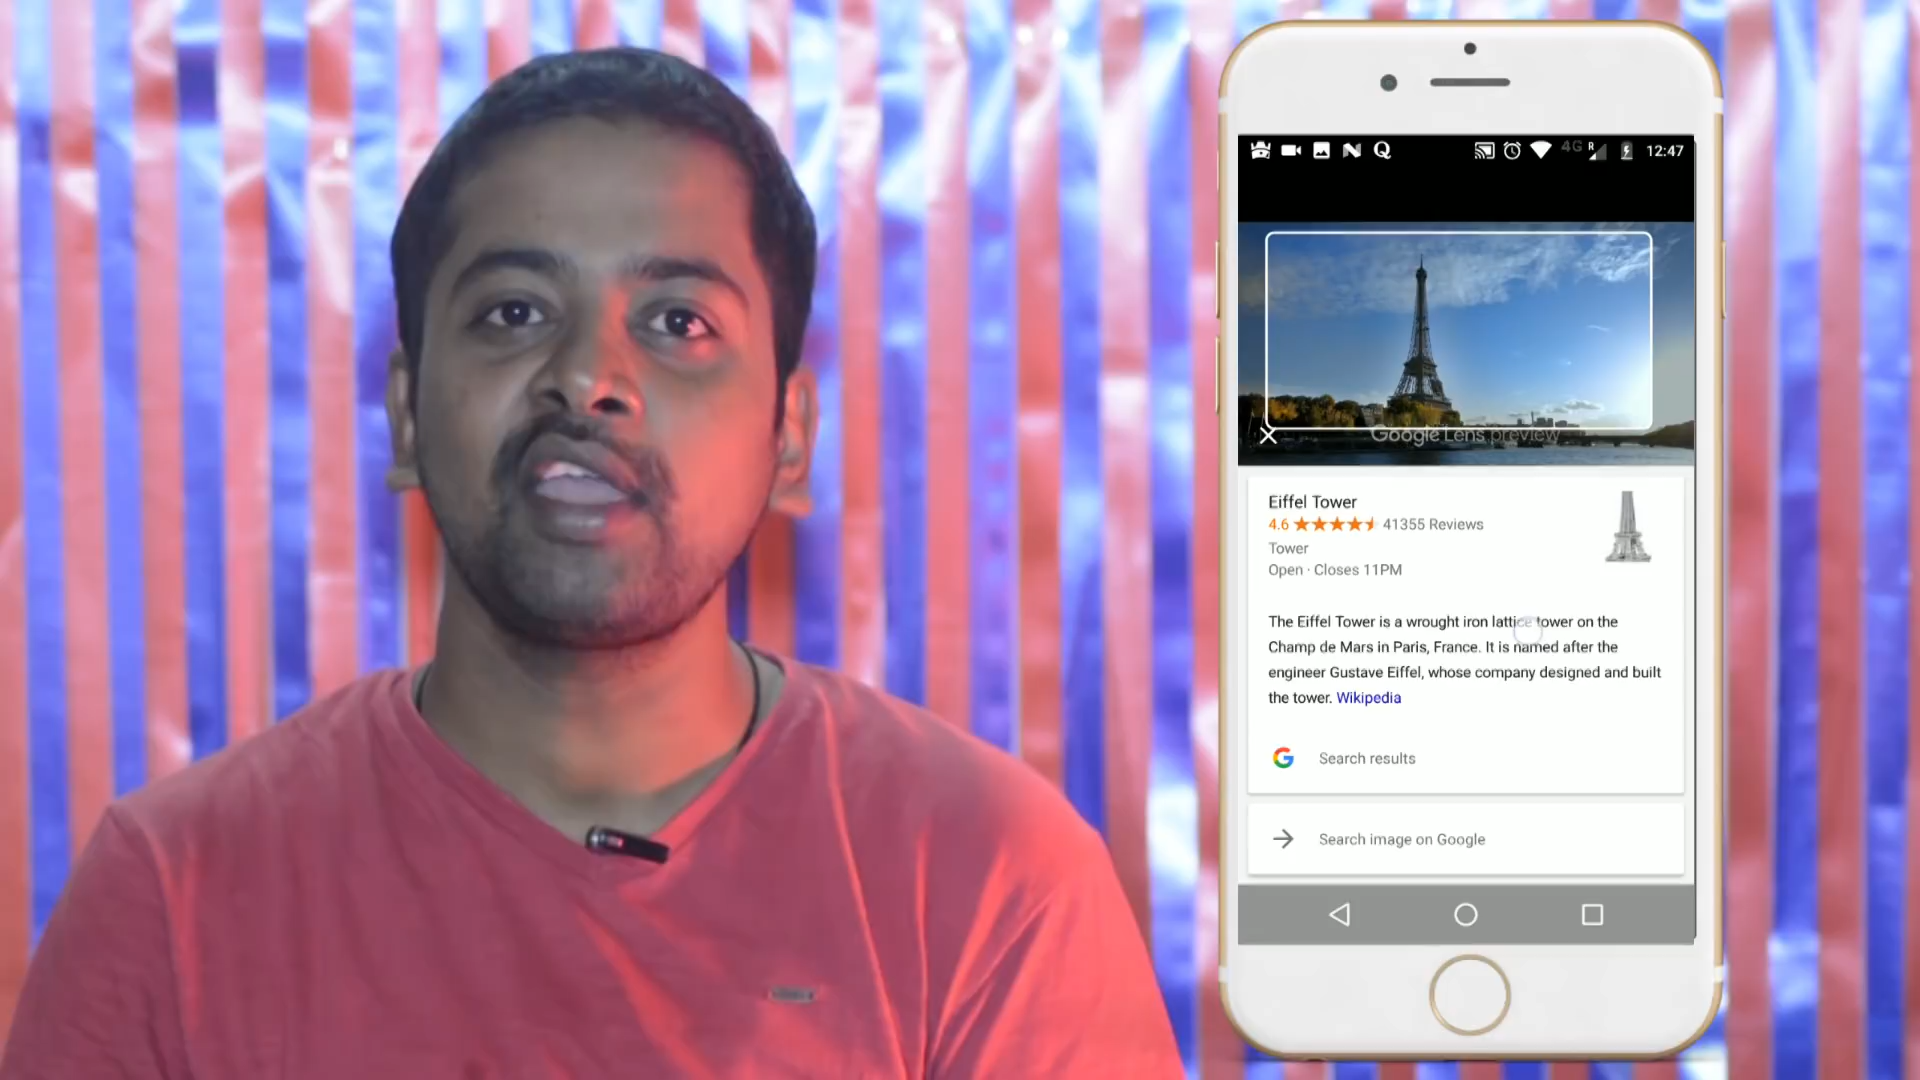 4G R 12:47
Google Lens preview
Eiffel Tower
4.6 41355 Reviews
Tower
Open · Closes 11PM
The Eiffel Tower is a wrought iron lattice tower on the
Champ de Mars in Paris, France. It is named after the
engineer Gustave Eiffel, whose company designed and built
the tower. Wikipedia
Search results
Search image on Google